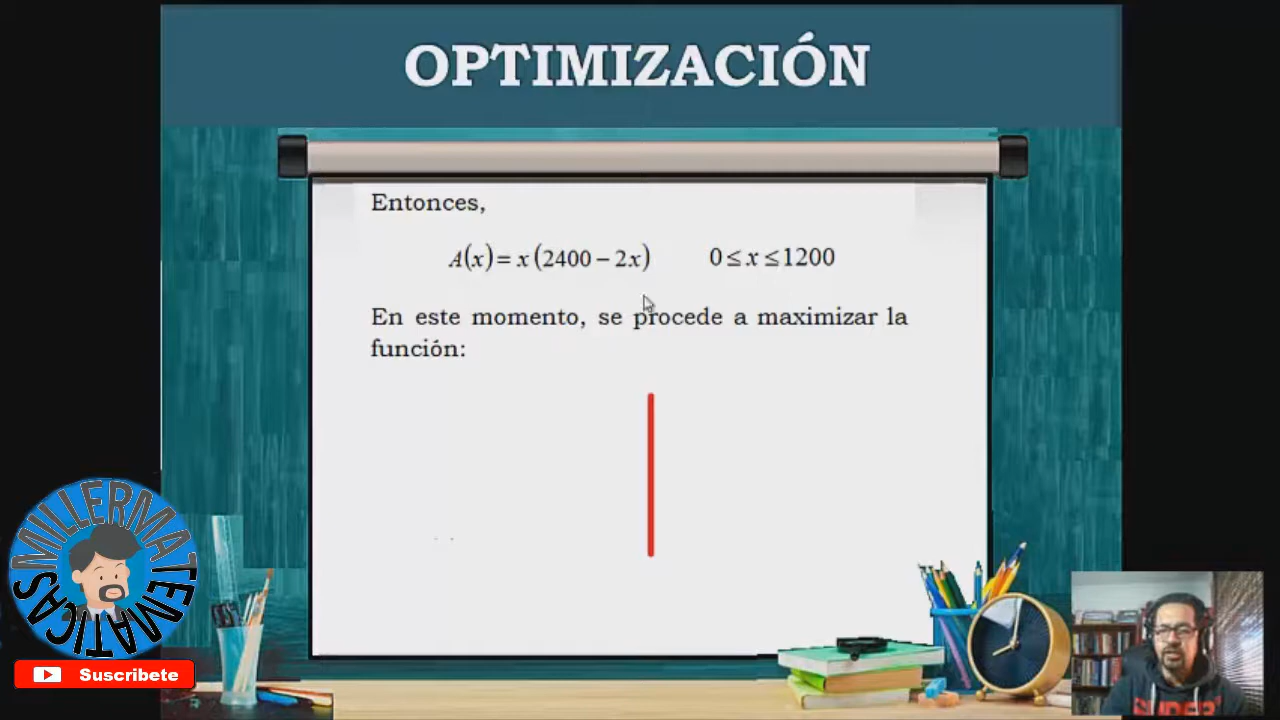 OPTIMIZACIÓN
Entonces,
A(x) = x (2400 − 2x) 0 ≤ x ≤ 1200
En este momento, se procede a maximizar la
función:
MILLERMATEMATICAS
Suscribete